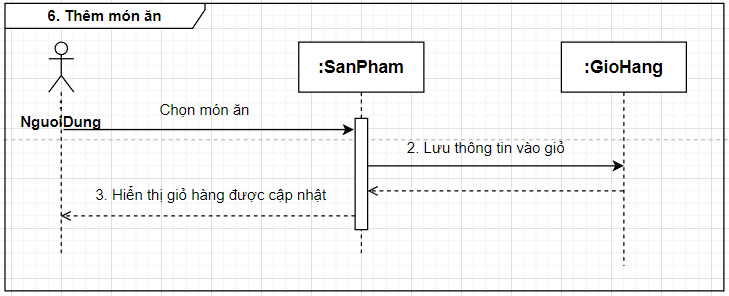 6. Thêm món ăn
:SanPham
:GioHang
NguoiDung
Chọn món ăn
2. Lưu thông tin vào giỏ
3. Hiển thị giỏ hàng được cập nhật